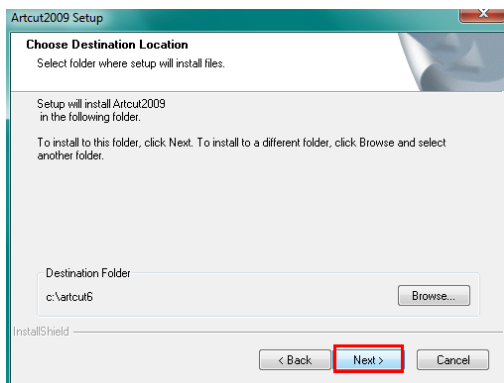 Artcut2009 Setup
Choose Destination Location
Select folder where setup will install files.
Setup will install Artcut2009
in the following folder.
To install to this folder, click Next. To install to a different folder, click Browse and select
another folder.
Destination Folder
c:\artcut6
Browse...
InstallShield
< Back
Next >
Cancel